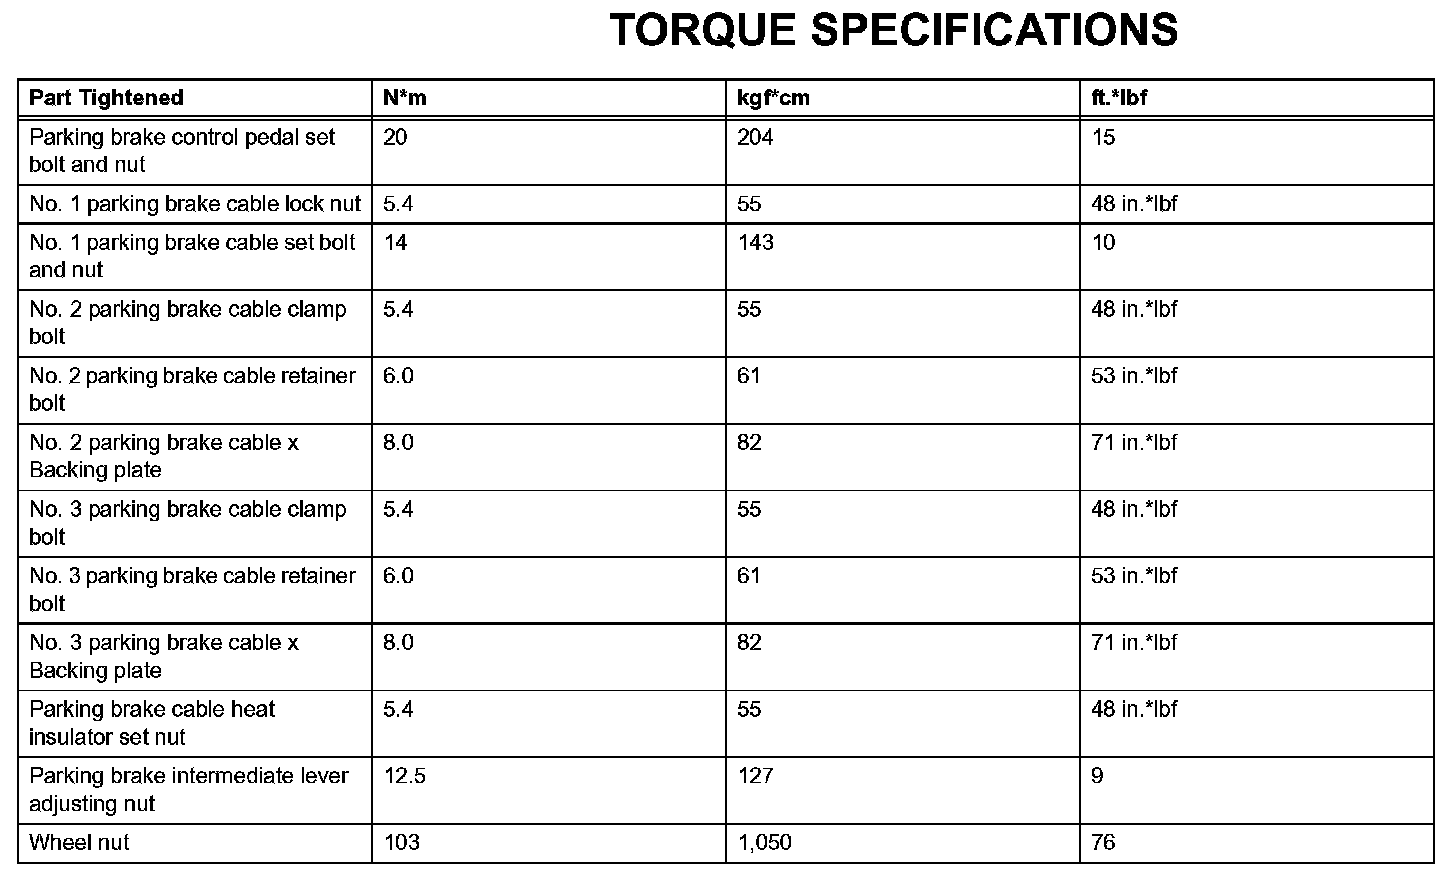 TORQUE SPECIFICATIONS
Part Tightened N*m kgf*cm ft.*lbf
Parking brake control pedal set 20 204 15
bolt and nut
No. 1 parking brake cable lock nut 5.4 55 48 in.*lbf
No. 1 parking brake cable set bolt 14 143 10
and nut
No. 2 parking brake cable clamp 5.4 55 48 in.*lbf
bolt
No. 2 parking brake cable retainer 6.0 61 53 in.*lbf
bolt
No. 2 parking brake cable x 8.0 82 71 in.*lbf
Backing plate
No. 3 parking brake cable clamp 5.4 55 48 in.*lbf
bolt
No. 3 parking brake cable retainer 6.0 61 53 in.*lbf
bolt
No. 3 parking brake cable x 8.0 82 71 in.*lbf
Backing plate
Parking brake cable heat 5.4 55 48 in.*lbf
insulator set nut
Parking brake intermediate lever 12.5 127 9
adjusting nut
Wheel nut 103 1,050 76